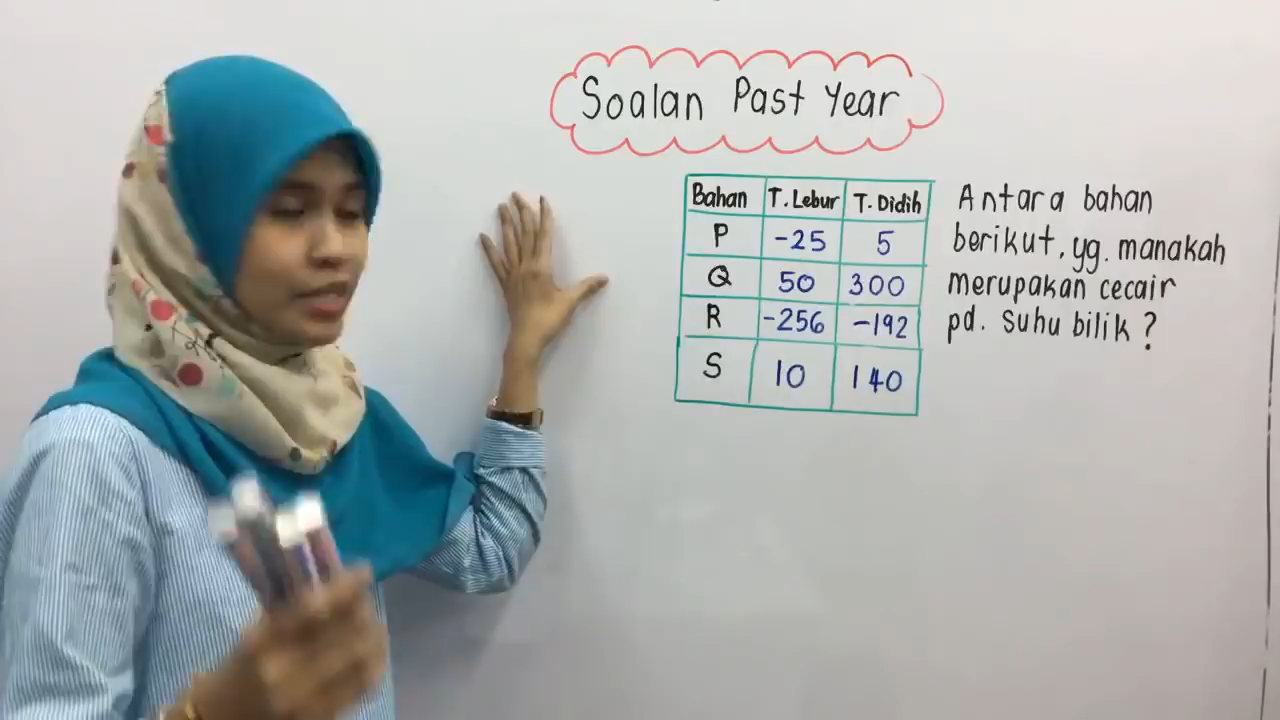 Soalan Past Year
Bahan T. Lebur T. Didih
P -25 5
Q 50 300
R -256 -192
S 10 140
Antara bahan
berikut, yg. manakah
merupakan cecair
pd. suhu bilik?